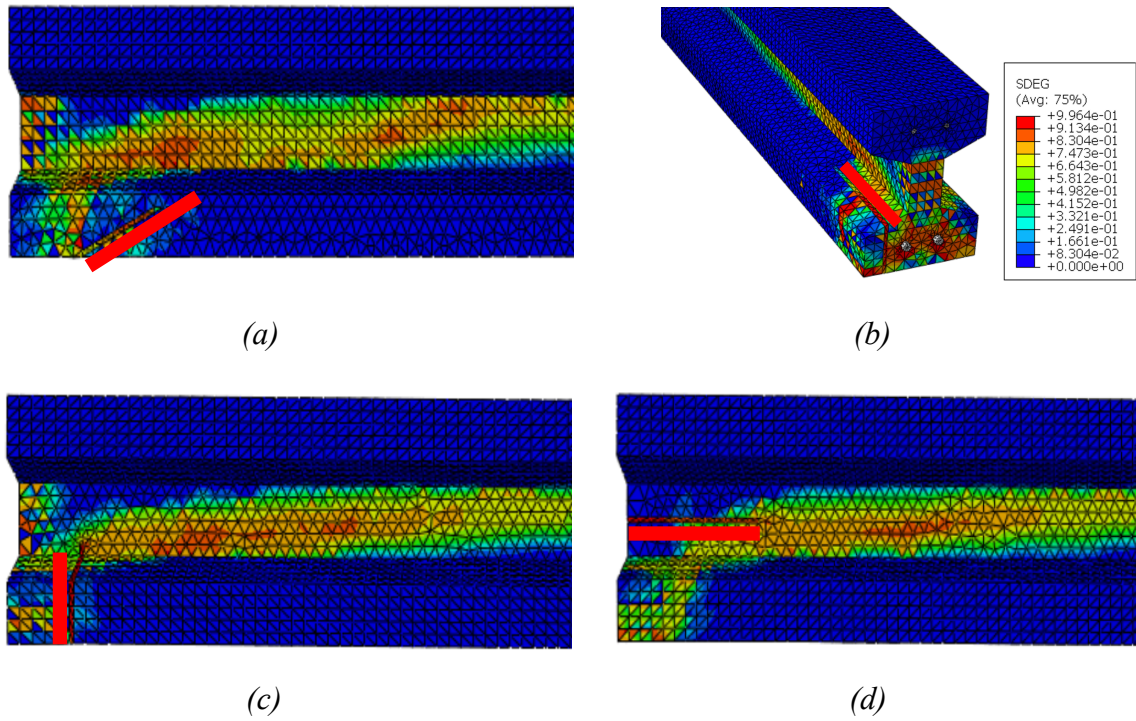 SDEG
(Avg: 75%)
+9.964e-01
+9.134e-01
+8.304e-01
+7.473e-01
+6.643e-01
+5.812e-01
+4.982e-01
+4.152e-01
+3.321e-01
+2.491e-01
+1.661e-01
+8.304e-02
+0.000e+00
(a)
(b)
(c)
(d)